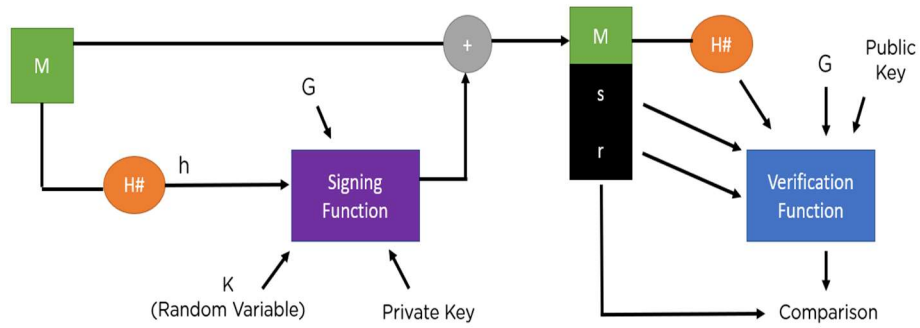 M
+
M
H#
Public
Key
G
G
s
r
H#
h
Signing
Function
Verification
Function
K
(Random Variable)
Private Key
Comparison